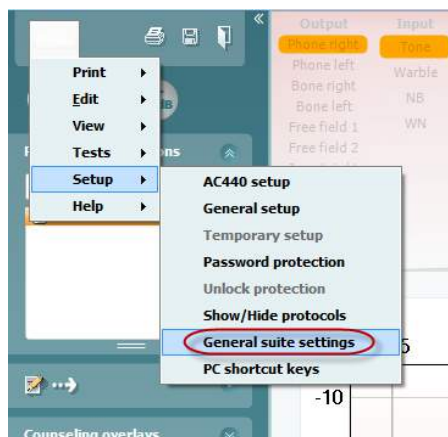 Output
Phone right
Phone left
Bone right
Bone left
Free field 1
Free field 2
Input
Tone
Warble
NB
WN
Print
Edit
View
Tests
Setup
Help
AC440 setup
General setup
Temporary setup
Password protection
Unlock protection
Show/Hide protocols
General suite settings
PC shortcut keys
5
-10
Counseling overlays